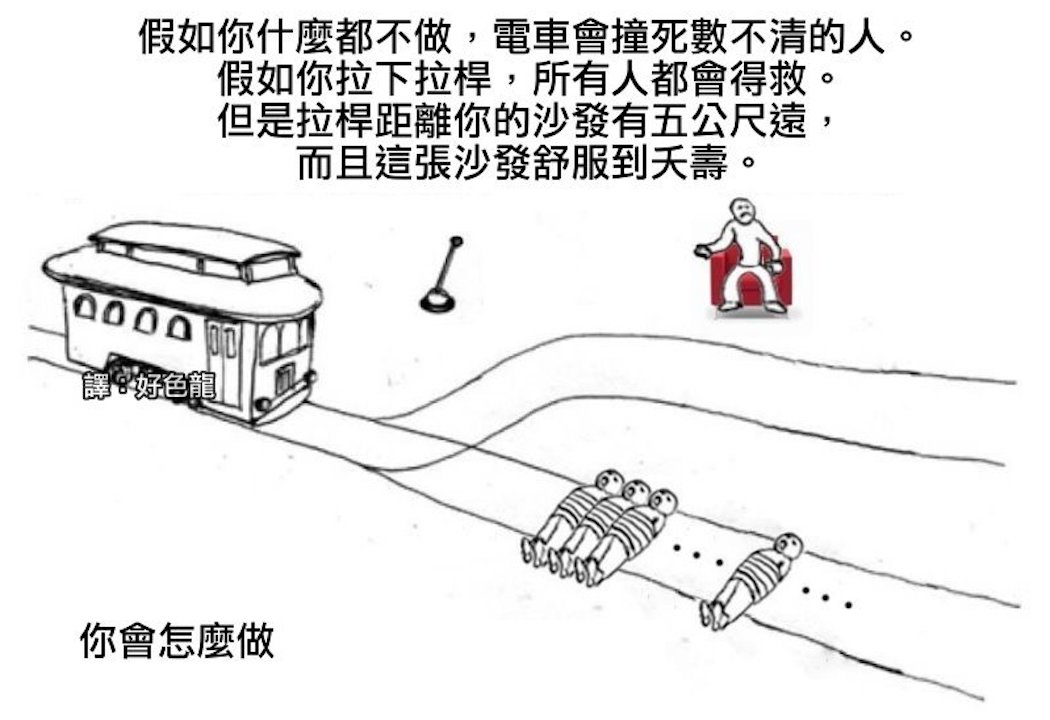 假如你什麼都不做，電車會撞死數不清的人。
假如你拉下拉桿，所有人都會得救。
但是拉桿距離你的沙發有五公尺遠，
而且這張沙發舒服到夭壽。
譯：好色龍
你會怎麼做